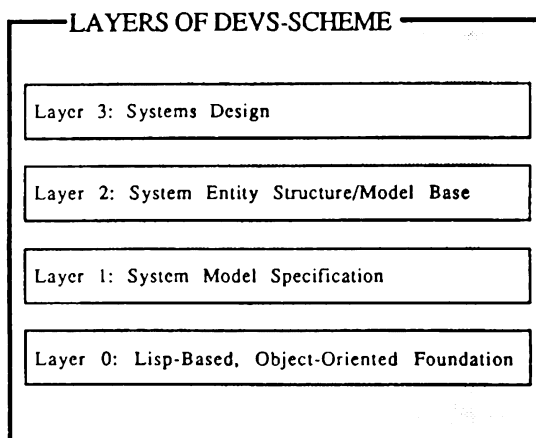 LAYERS OF DEVS-SCHEME
Layer 3: Systems Design
Layer 2: System Entity Structure/Model Base
Layer 1: System Model Specification
Layer 0: Lisp-Based, Object-Oriented Foundation